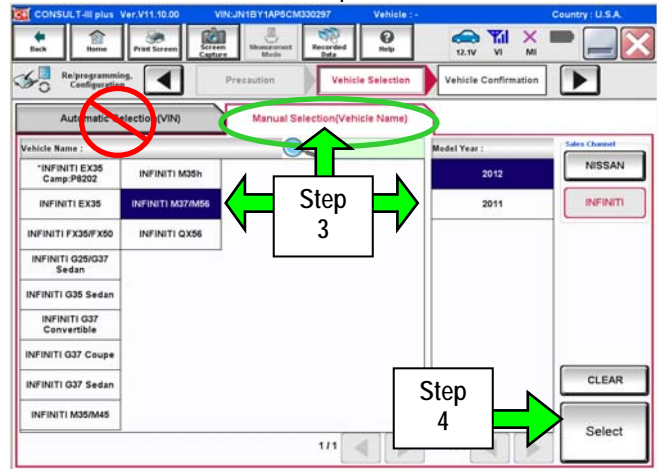 CONSULT-III plus Ver.V11.10.00 VIN:JN1BY1AP5CM330297 Vehicle : - Country : U.S.A.
Back Home Print Screen Screen Capture Measurement Mode Recorded Data Help 12.1V VI MI
Re/programming, Configuration Precaution Vehicle Selection Vehicle Confirmation
Automatic Selection(VIN) Manual Selection(Vehicle Name)
Vehicle Name : Model Year : Sales Channel
*INFINITI EX35 Camp:P8202 INFINITI M35h 2012 NISSAN
INFINITI EX35 INFINITI M37/M56 2011 INFINITI
INFINITI FX35/FX50 INFINITI QX56
INFINITI G25/G37 Sedan
INFINITI G35 Sedan
INFINITI G37 Convertible
INFINITI G37 Coupe
INFINITI G37 Sedan
INFINITI M35/M45
Step
3
Step
4
CLEAR
Select
1/1